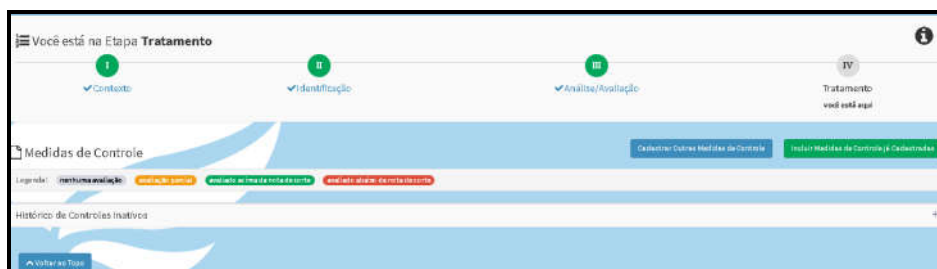 Você está na Etapa Tratamento
I
II
III
IV
Contexto
Identificação
Análise/Avaliação
Tratamento
você está aqui
Medidas de Controle
Cadastrar Outras Medidas de Controle
Incluir Medidas de Controle já Cadastradas
Legenda: nenhuma avaliação avaliação parcial avaliado acima da nota de corte avaliado abaixo da nota de corte
Histórico de Controles Inativos
+
Voltar ao Topo